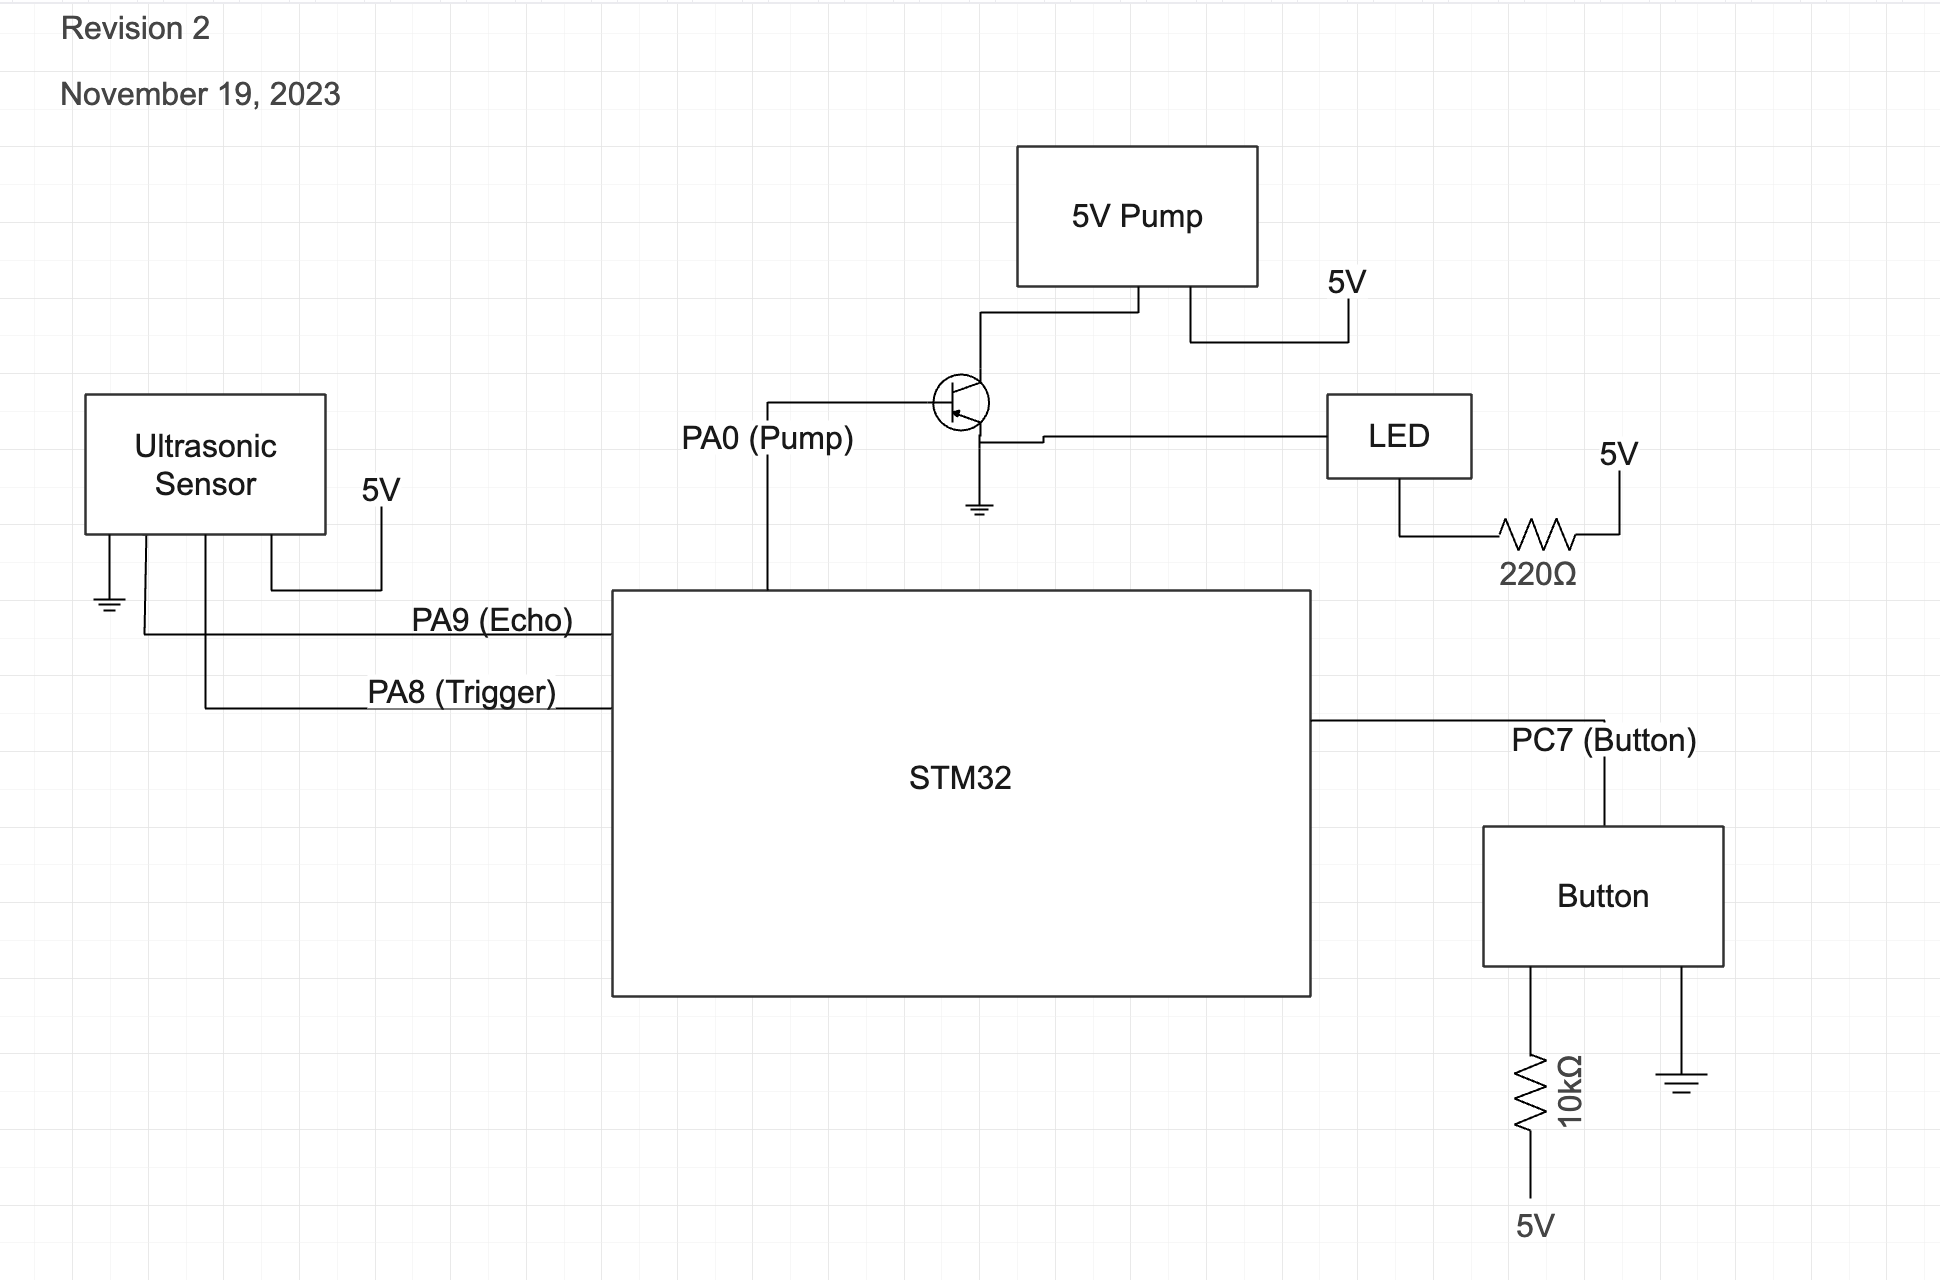 Revision 2
November 19, 2023
5V Pump
5V
PA0 (Pump)
LED
5V
220Ω
Ultrasonic
Sensor
5V
PA9 (Echo)
PA8 (Trigger)
STM32
PC7 (Button)
Button
10kΩ
5V